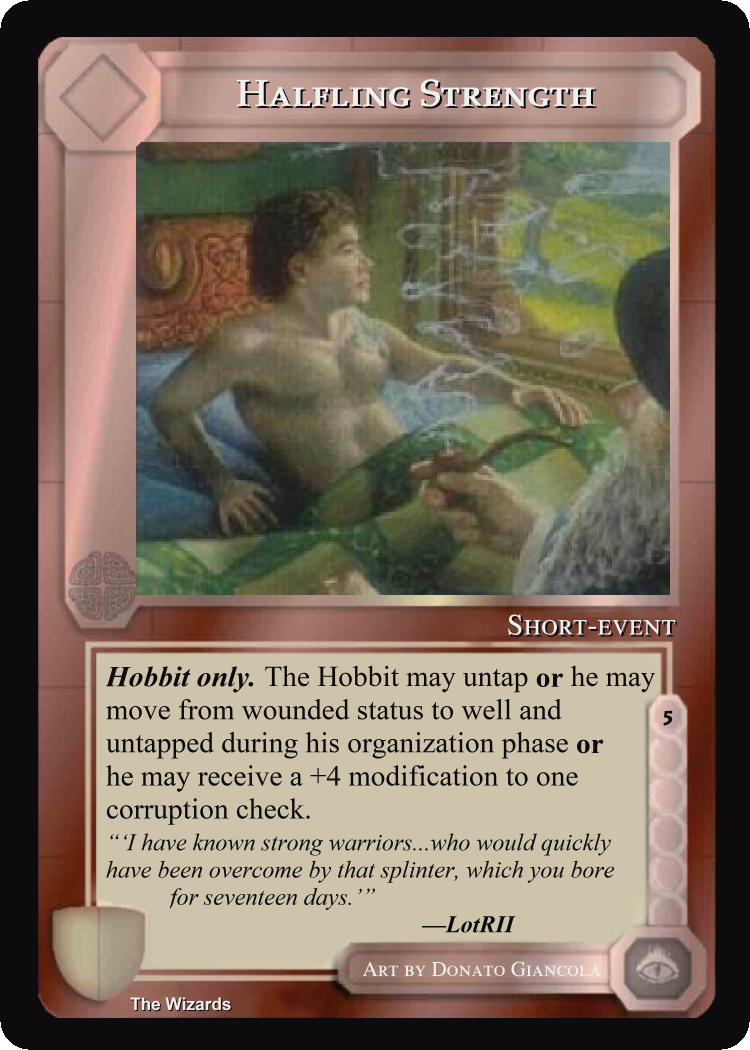 Halfling Strength
Short-event
Hobbit only. The Hobbit may untap or he may
move from wounded status to well and
untapped during his organization phase or
he may receive a +4 modification to one
corruption check.
5
“‘I have known strong warriors...who would quickly
have been overcome by that splinter, which you bore
for seventeen days.’”
—LotRII
Art by Donato Giancola
The Wizards